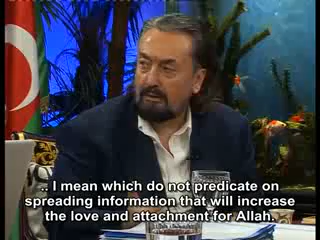 .. I mean which do not predicate on
spreading information that will increase
the love and attachment for Allah.